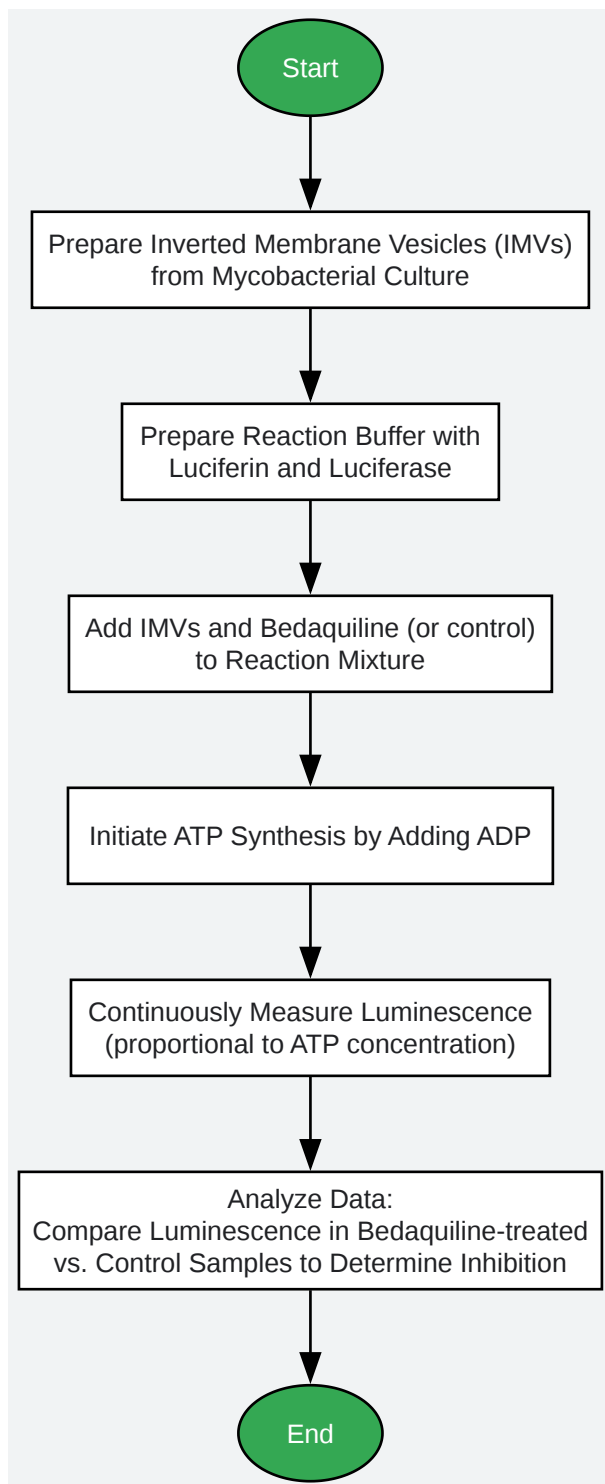 Start
Prepare Inverted Membrane Vesicles (IMVs)
from Mycobacterial Culture
Prepare Reaction Buffer with
Luciferin and Luciferase
Add IMVs and Bedaquiline (or control)
to Reaction Mixture
Initiate ATP Synthesis by Adding ADP
Continuously Measure Luminescence
(proportional to ATP concentration)
Analyze Data:
Compare Luminescence in Bedaquiline-treated
vs. Control Samples to Determine Inhibition
End